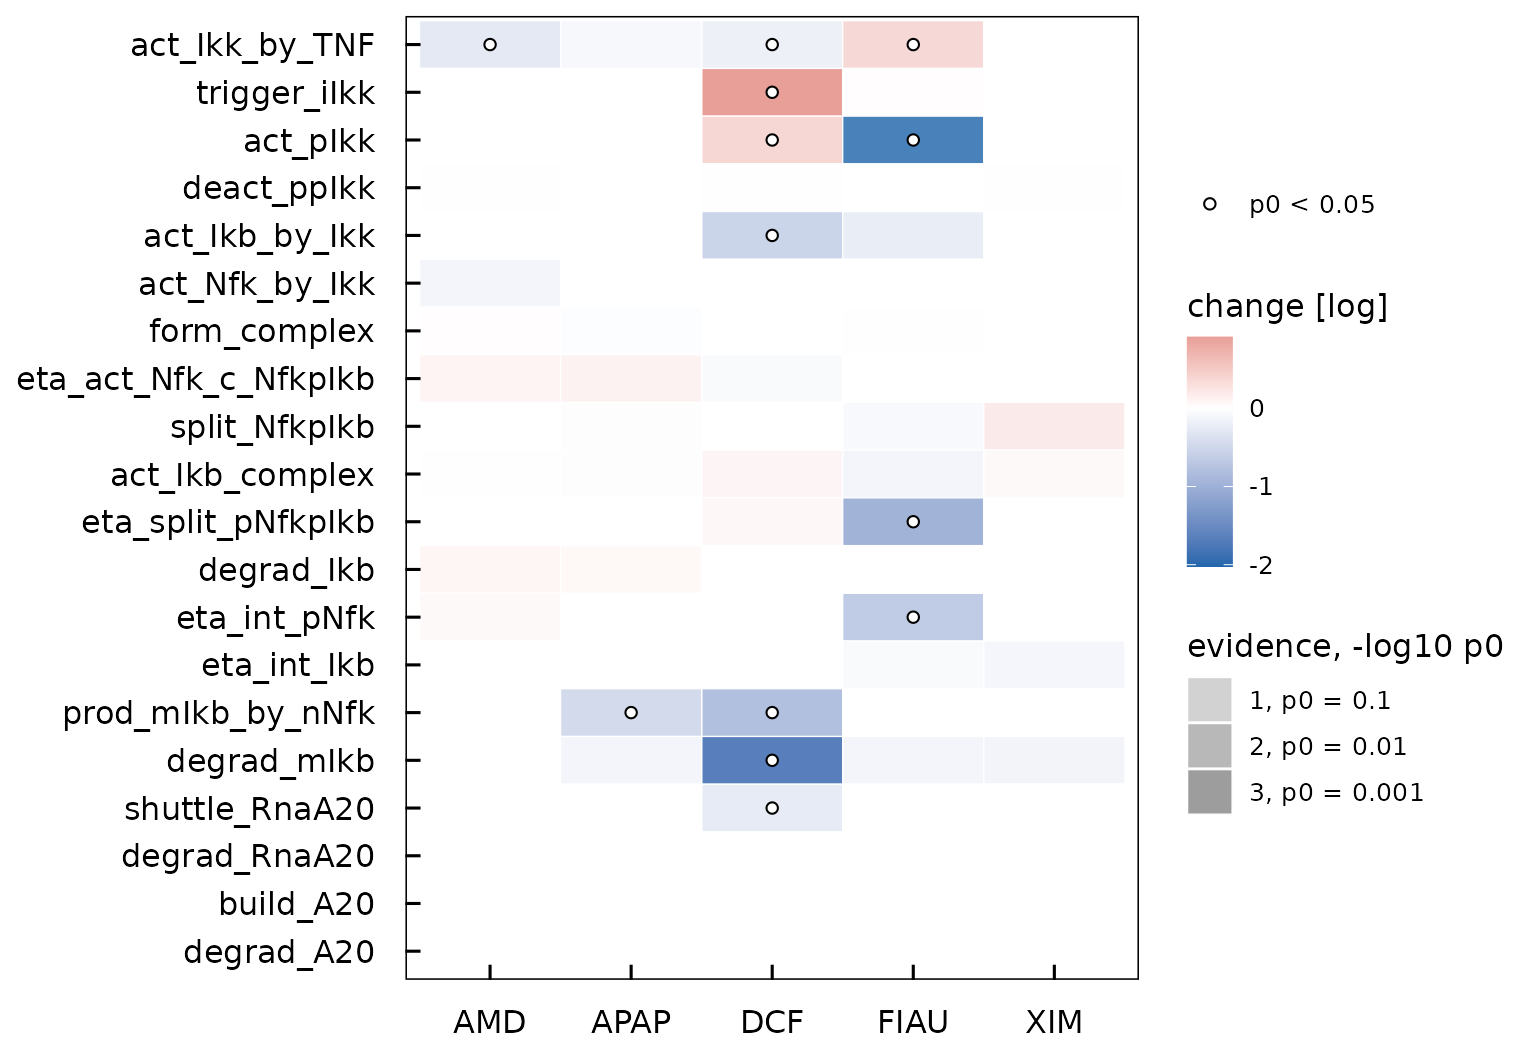 act_Ikk_by_TNF
trigger_iIkk
act_pIkk
deact_ppIkk
act_Ikb_by_Ikk
act_Nfk_by_Ikk
form_complex
eta_act_Nfk_c_NfkpIkb
split_NfkpIkb
act_Ikb_complex
eta_split_pNfkpIkb
degrad_Ikb
eta_int_pNfk
eta_int_Ikb
prod_mIkb_by_nNfk
degrad_mIkb
shuttle_RnaA20
degrad_RnaA20
build_A20
degrad_A20
AMD APAP DCF FIAU XIM
p0 < 0.05
change [log]
0
-1
-2
evidence, -log10 p0
1, p0 = 0.1
2, p0 = 0.01
3, p0 = 0.001